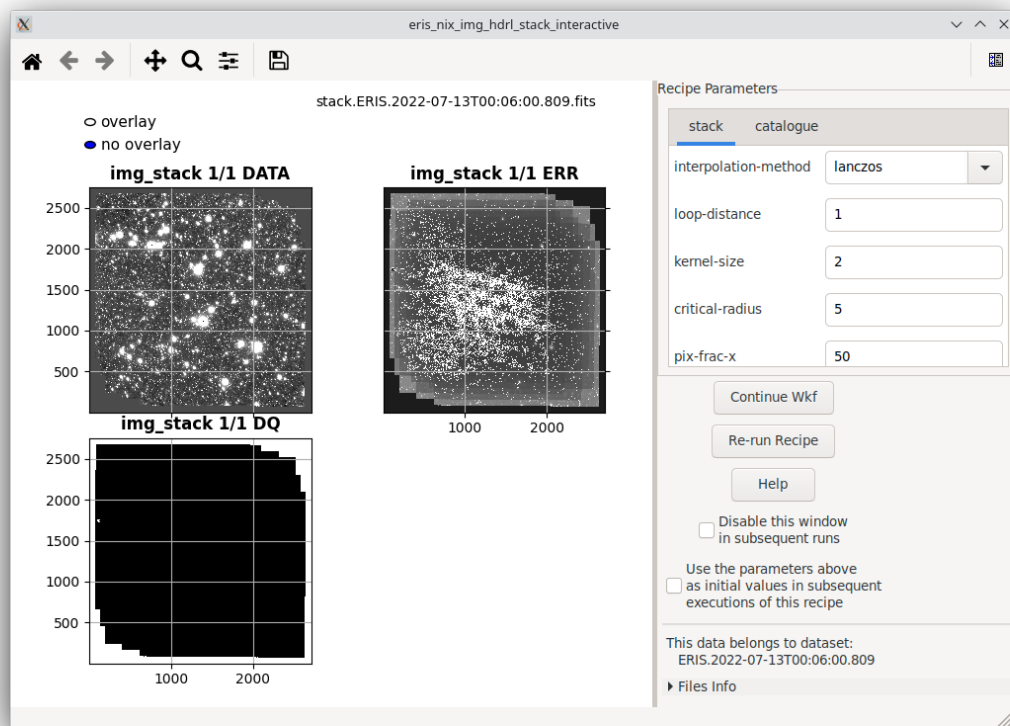 eris_nix_img_hdrl_stack_interactive
stack.ERIS.2022-07-13T00:06:00.809.fits
overlay
no overlay
img_stack 1/1 DATA
2500
2000
1500
1000
500
img_stack 1/1 ERR
1000
2000
img_stack 1/1 DQ
2500
2000
1500
1000
500
1000
2000
Recipe Parameters
stack catalogue
interpolation-method lanczos
loop-distance 1
kernel-size 2
critical-radius 5
pix-frac-x 50
Continue Wkf
Re-run Recipe
Help
Disable this window
in subsequent runs
Use the parameters above
as initial values in subsequent
executions of this recipe
This data belongs to dataset:
ERIS.2022-07-13T00:06:00.809
Files Info